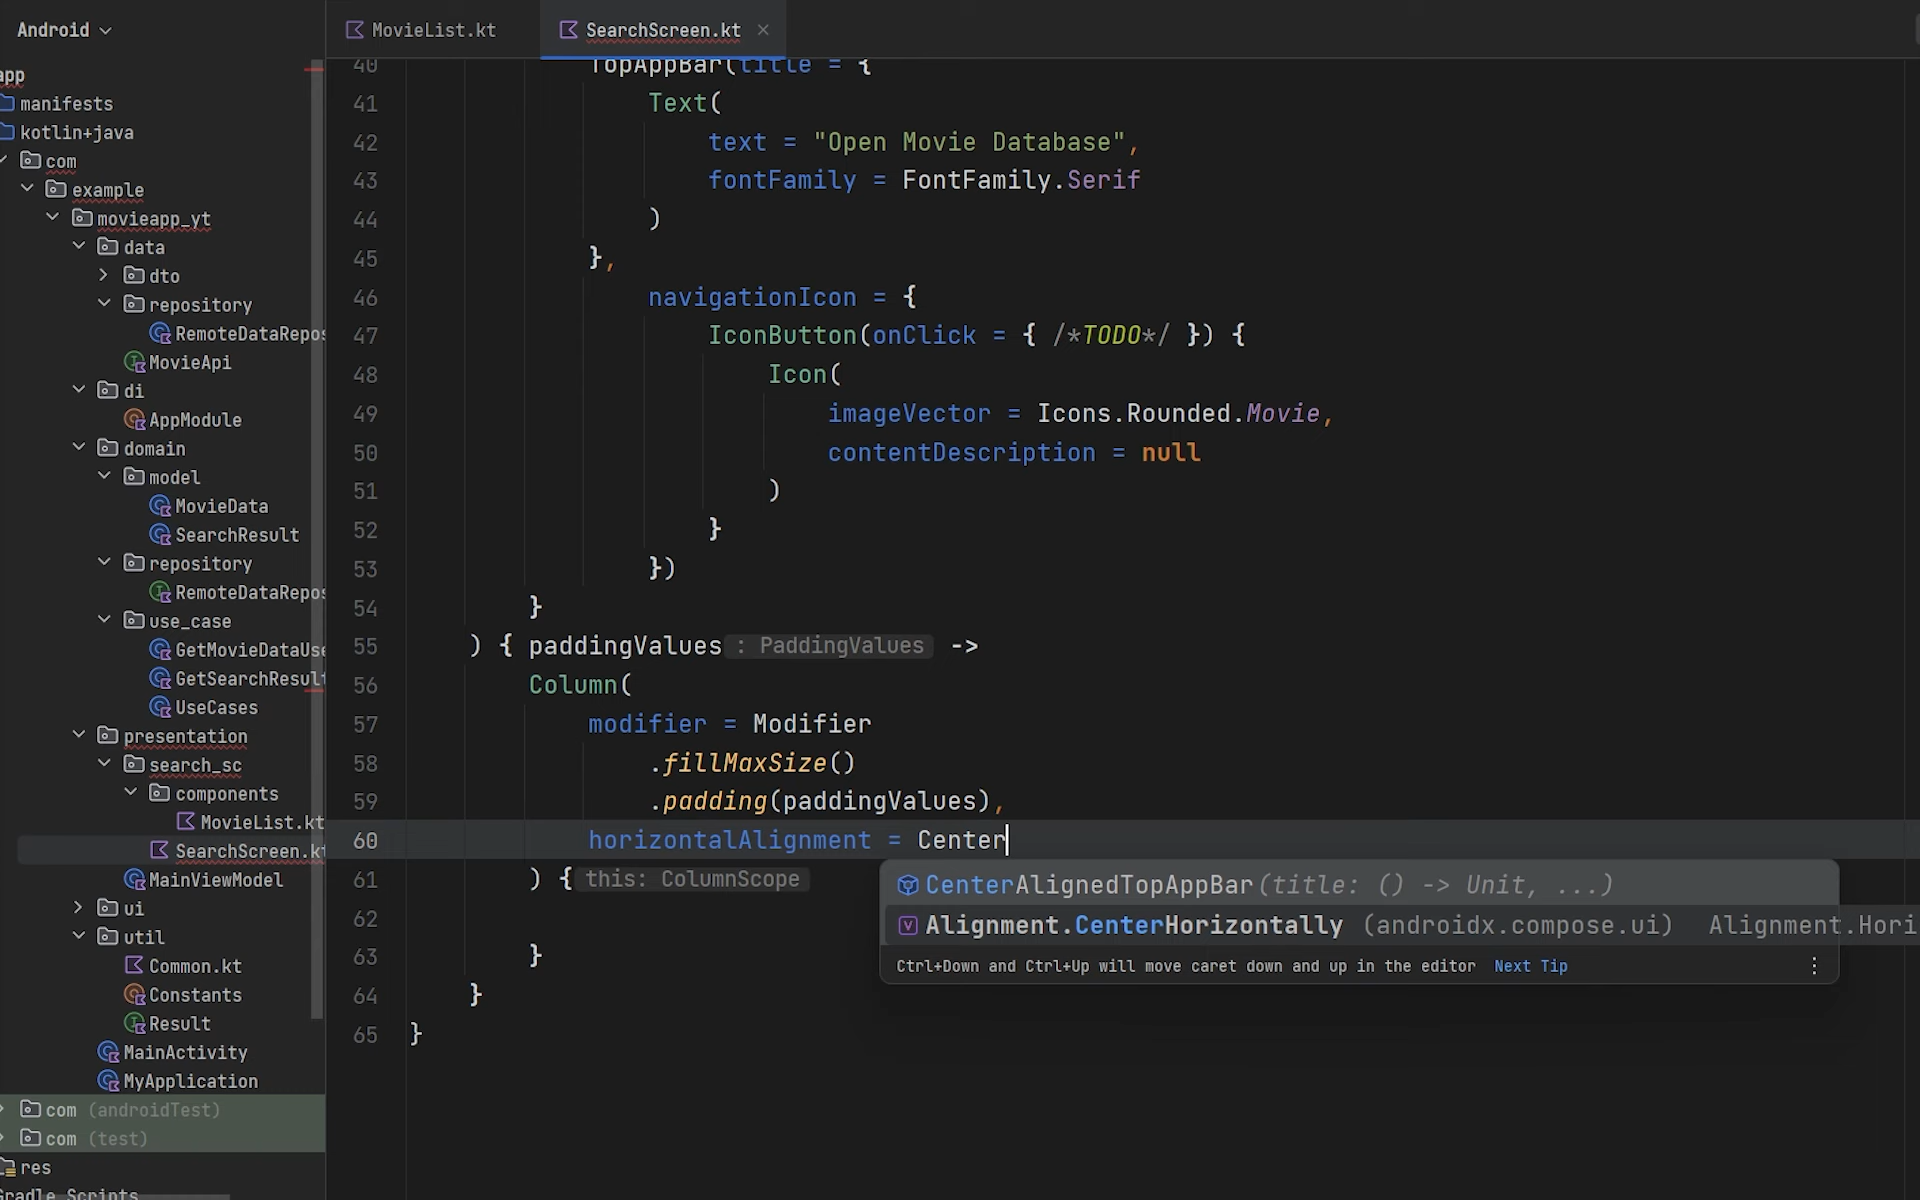 Android
MovieList.kt
SearchScreen.kt
app
manifests
kotlin+java
com
example
movieapp_yt
data
dto
repository
RemoteDataRepos
MovieApi
di
AppModule
domain
model
MovieData
SearchResult
repository
RemoteDataRepos
use_case
GetMovieDataUse
GetSearchResult
UseCases
presentation
search_sc
components
MovieList.kt
SearchScreen.kt
MainViewModel
ui
util
Common.kt
Constants
Result
MainActivity
MyApplication
com (androidTest)
com (test)
res
Gradle Scripts
40 TopAppBar(title = {
41 Text(
42 text = "Open Movie Database",
43 fontFamily = FontFamily.Serif
44 )
45 },
46 navigationIcon = {
47 IconButton(onClick = { /*TODO*/ }) {
48 Icon(
49 imageVector = Icons.Rounded.Movie,
50 contentDescription = null
51 )
52 }
53 })
54 }
55 ) { paddingValues : PaddingValues ->
56 Column(
57 modifier = Modifier
58 .fillMaxSize()
59 .padding(paddingValues),
60 horizontalAlignment = Center
61 ) { this: ColumnScope
62
63 }
64 }
65 }
CenterAlignedTopAppBar(title: () -> Unit, ...)
Alignment.CenterHorizontally (androidx.compose.ui) Alignment.Hori
Ctrl+Down and Ctrl+Up will move caret down and up in the editor Next Tip